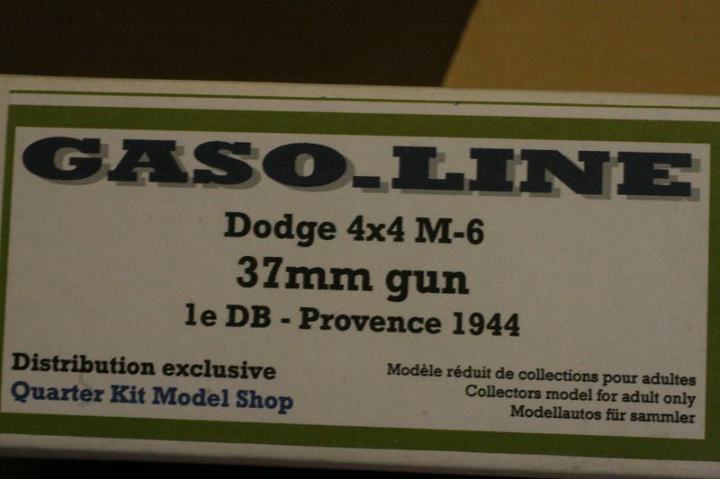 GASO.LINE
Dodge 4x4 M-6
37mm gun
1e DB - Provence 1944
Distribution exclusive
Quarter Kit Model Shop
Modèle réduit de collections pour adultes
Collectors model for adult only
Modellautos für sammler